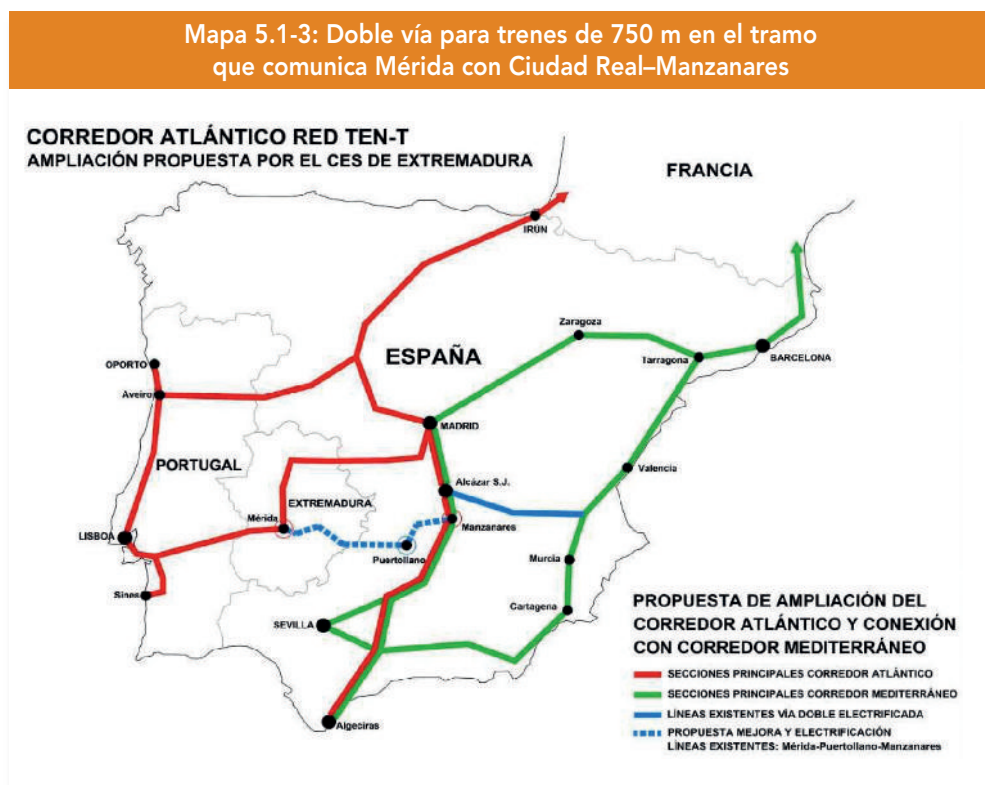 Mapa 5.1-3: Doble vía para trenes de 750 m en el tramo
que comunica Mérida con Ciudad Real–Manzanares
CORREDOR ATLÁNTICO RED TEN-T
AMPLIACIÓN PROPUESTA POR EL CES DE EXTREMADURA
FRANCIA
IRÚN
Zaragoza
ESPAÑA
OPORTO
Tarragona
BARCELONA
Aveiro
MADRID
PORTUGAL
Valencia
Alcázar S.J.
EXTREMADURA
Mérida
Manzanares
LISBOA
Puertollano
Murcia
Sines
Cartagena
SEVILLA
Algeciras
PROPUESTA DE AMPLIACIÓN DEL
CORREDOR ATLÁNTICO Y CONEXIÓN
CON CORREDOR MEDITERRÁNEO
SECCIONES PRINCIPALES CORREDOR ATLÁNTICO
SECCIONES PRINCIPALES CORREDOR MEDITERRÁNEO
LÍNEAS EXISTENTES VÍA DOBLE ELECTRIFICADA
PROPUESTA MEJORA Y ELECTRIFICACIÓN
LÍNEAS EXISTENTES: Mérida-Puertollano-Manzanares